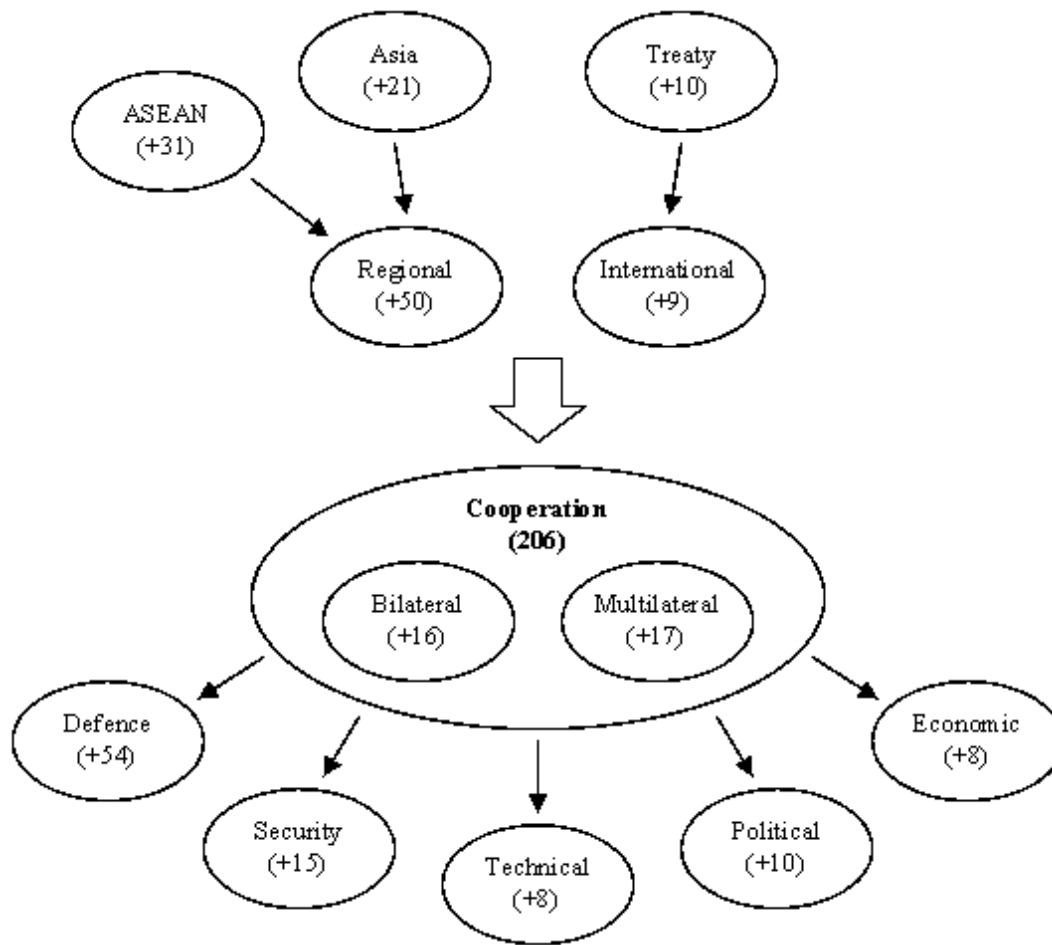 Asia
(+21)
Treaty
(+10)
ASEAN
(+31)
Regional
(+50)
International
(+9)
Cooperation
(206)
Bilateral
(+16)
Multilateral
(+17)
Defence
(+54)
Economic
(+8)
Security
(+15)
Political
(+10)
Technical
(+8)